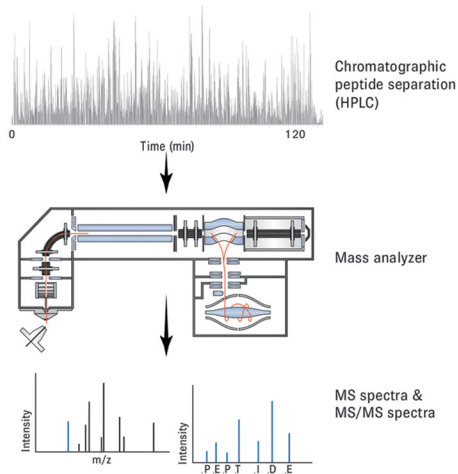 Chromatographic
peptide separation
(HPLC)
0
120
Time (min)
Mass analyzer
MS spectra &
MS/MS spectra
Intensity
m/z
Intensity
.P.E.P.T .I .D .E